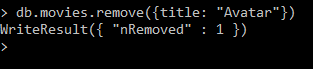 > db.movies.remove({title: "Avatar"})
WriteResult({ "nRemoved" : 1 })
>